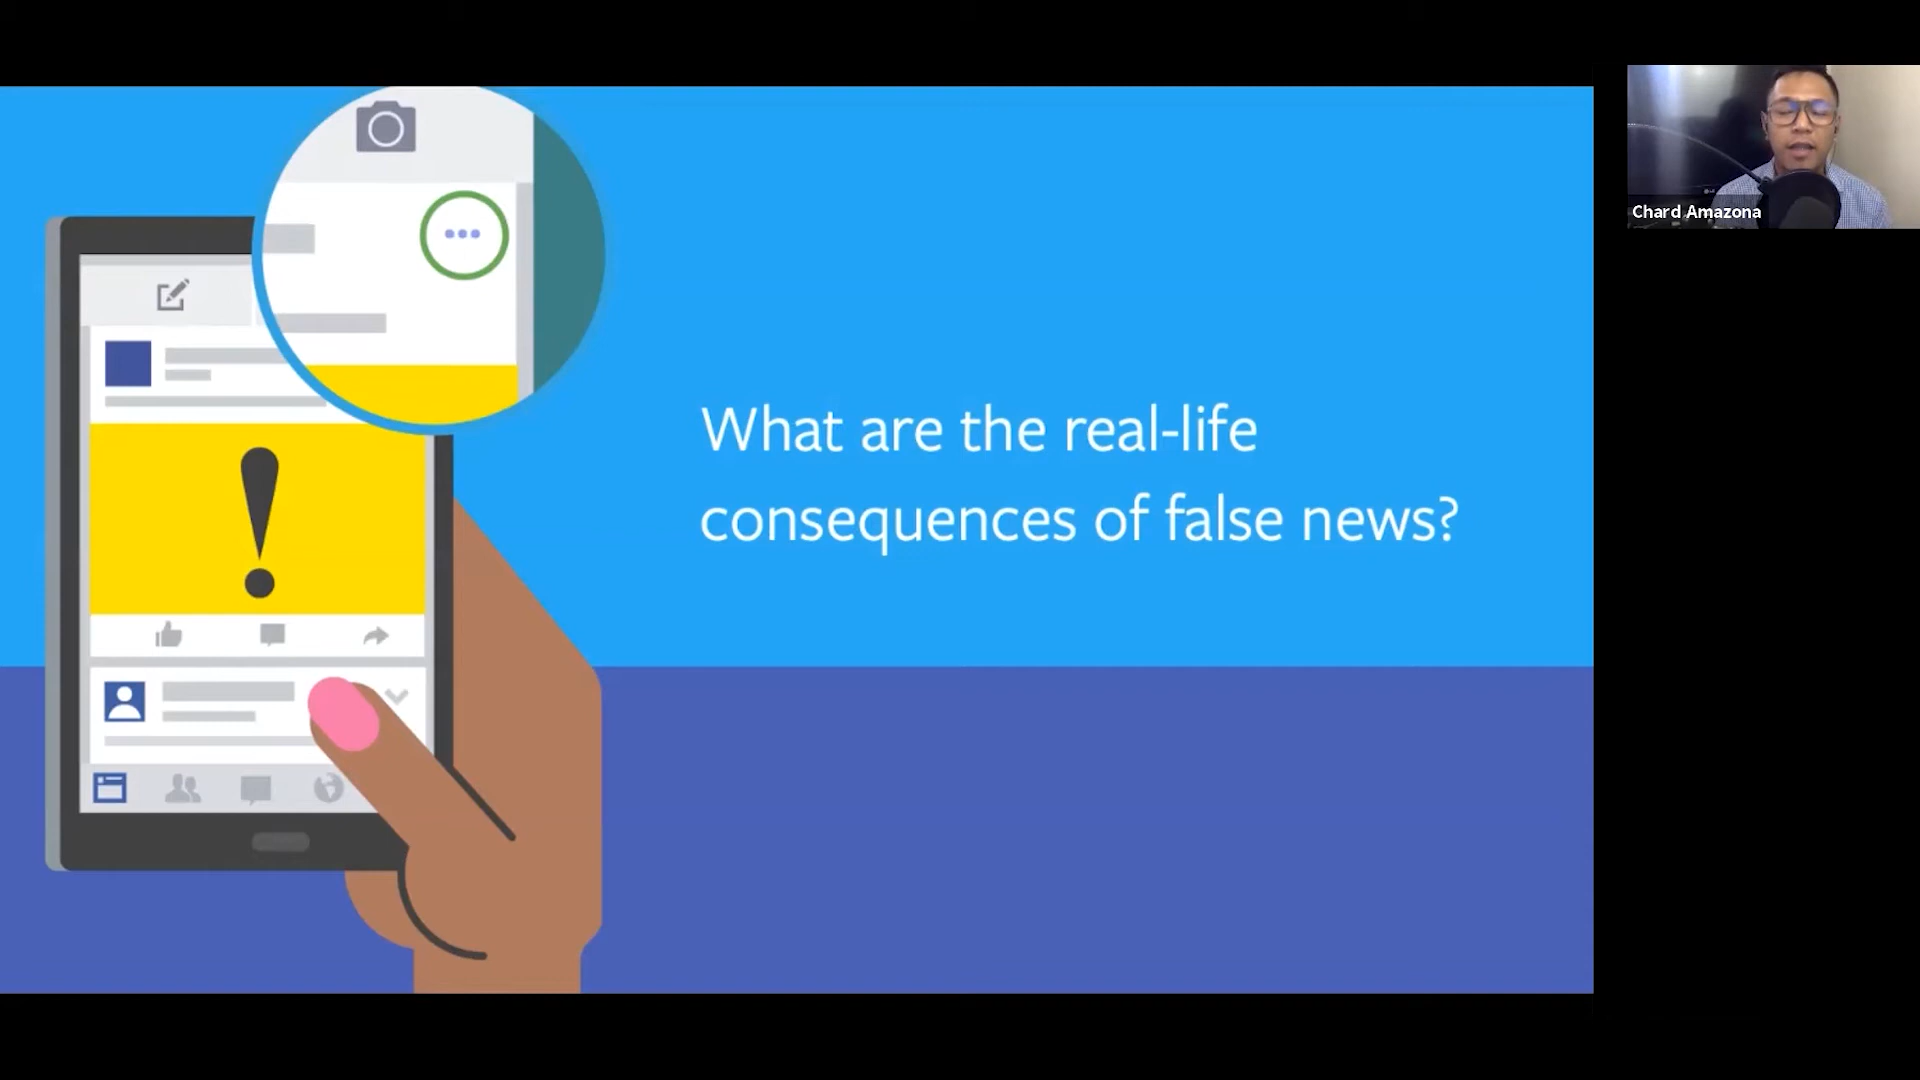 What are the real-life
consequences of false news?
Chard Amazona